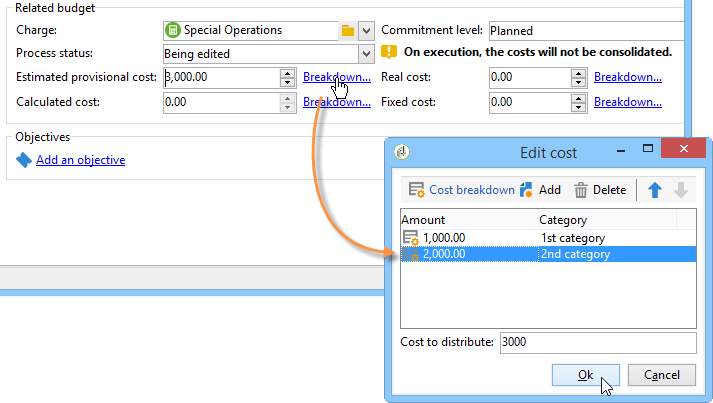 Related budget
Charge: Special Operations Commitment level: Planned
Process status: Being edited On execution, the costs will not be consolidated.
Estimated provisional cost: 3,000.00 Breakdown... Real cost: 0.00 Breakdown...
Calculated cost: 0.00 Breakdown... Fixed cost: 0.00 Breakdown...
Objectives
Add an objective
Edit cost
Cost breakdown Add Delete
Amount Category
1,000.00 1st category
2,000.00 2nd category
Cost to distribute: 3000
Ok Cancel